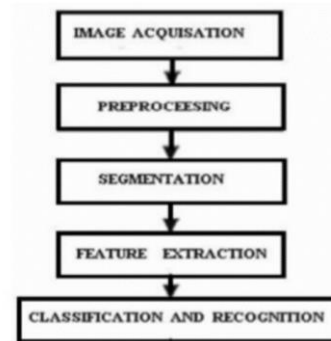 IMAGE ACQUISATION
PREPROCEESING
SEGMENTATION
FEATURE EXTRACTION
CLASSIFICATION AND RECOGNITION